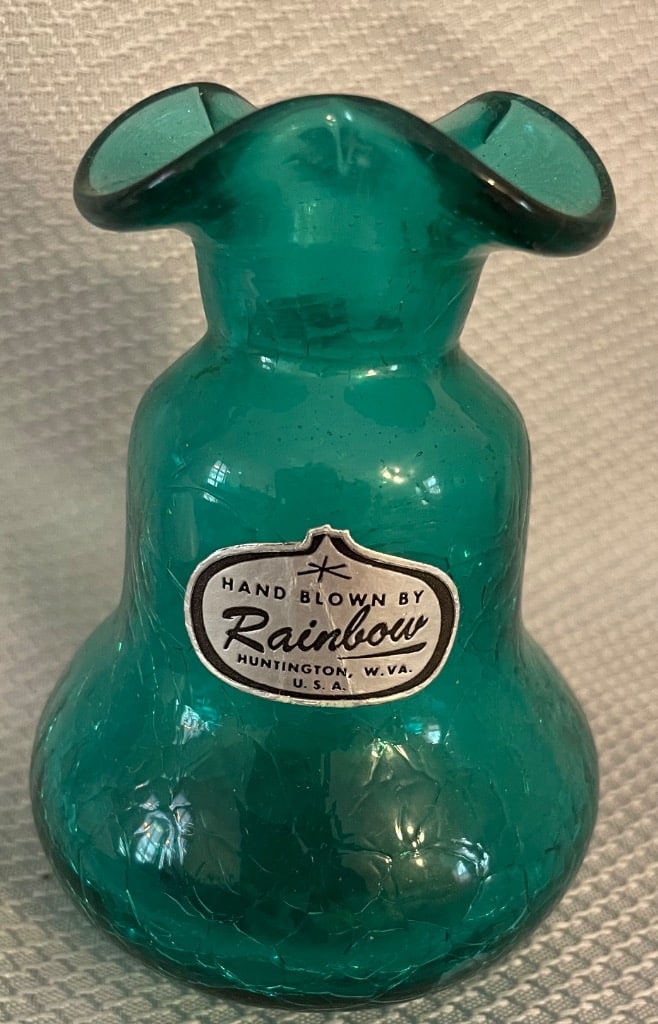 HAND BLOWN BY
Rainbow
HUNTINGTON, W.VA.
U.S.A.